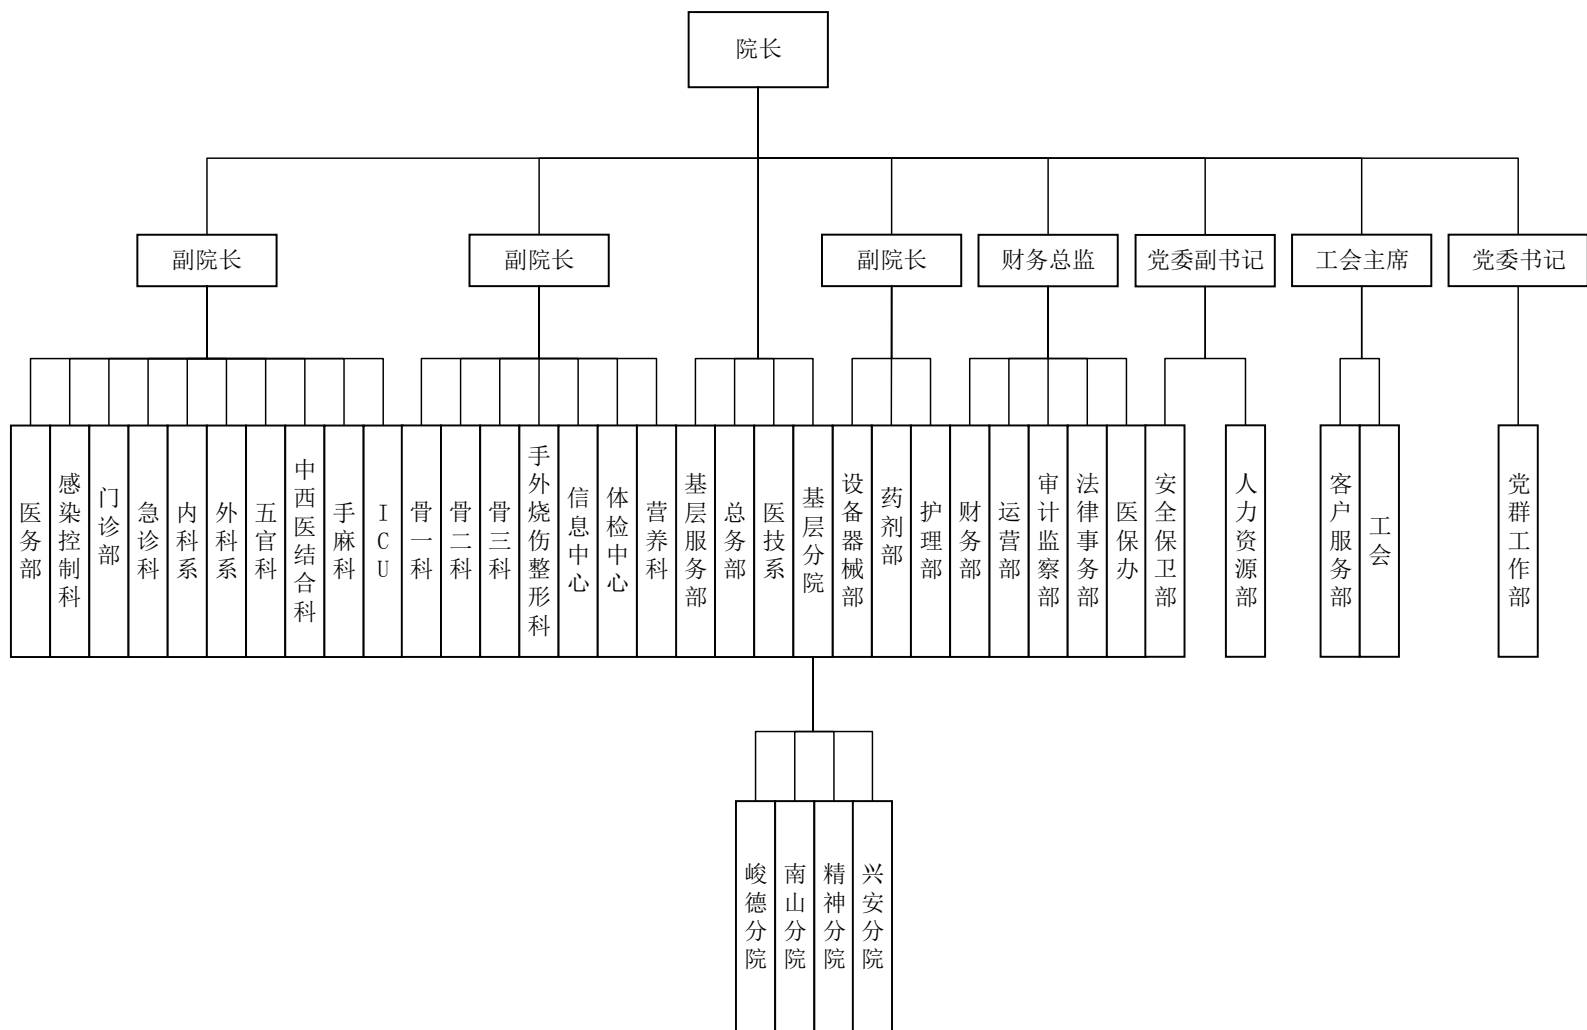 院长
副院长
副院长
副院长
财务总监
党委副书记
工会主席
党委书记
医务部
感染控制科
门诊部
急诊科
内科系
外科系
五官科
中西医结合科
手麻科
ICU
骨一科
骨二科
骨三科
手外烧伤整形科
信息中心
体检中心
营养科
基层服务部
总务部
医技系
基层分院
设备器械部
药剂部
护理部
财务部
运营部
审计监察部
法律事务部
医保办
安全保卫部
人力资源部
客户服务部
工会
党群工作部
峻德分院
南山分院
精神分院
兴安分院